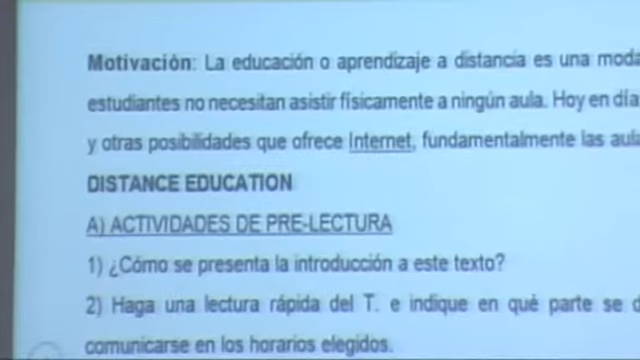 Motivación: La educación o aprendizaje a distancia es una moda
estudiantes no necesitan asistir físicamente a ningún aula. Hoy en día
y otras posibilidades que ofrece Internet, fundamentalmente las aula
DISTANCE EDUCATION
A) ACTIVIDADES DE PRE-LECTURA
1) ¿Cómo se presenta la introducción a este texto?
2) Haga una lectura rápida del T. e indique en qué parte se d
comunicarse en los horarios elegidos.